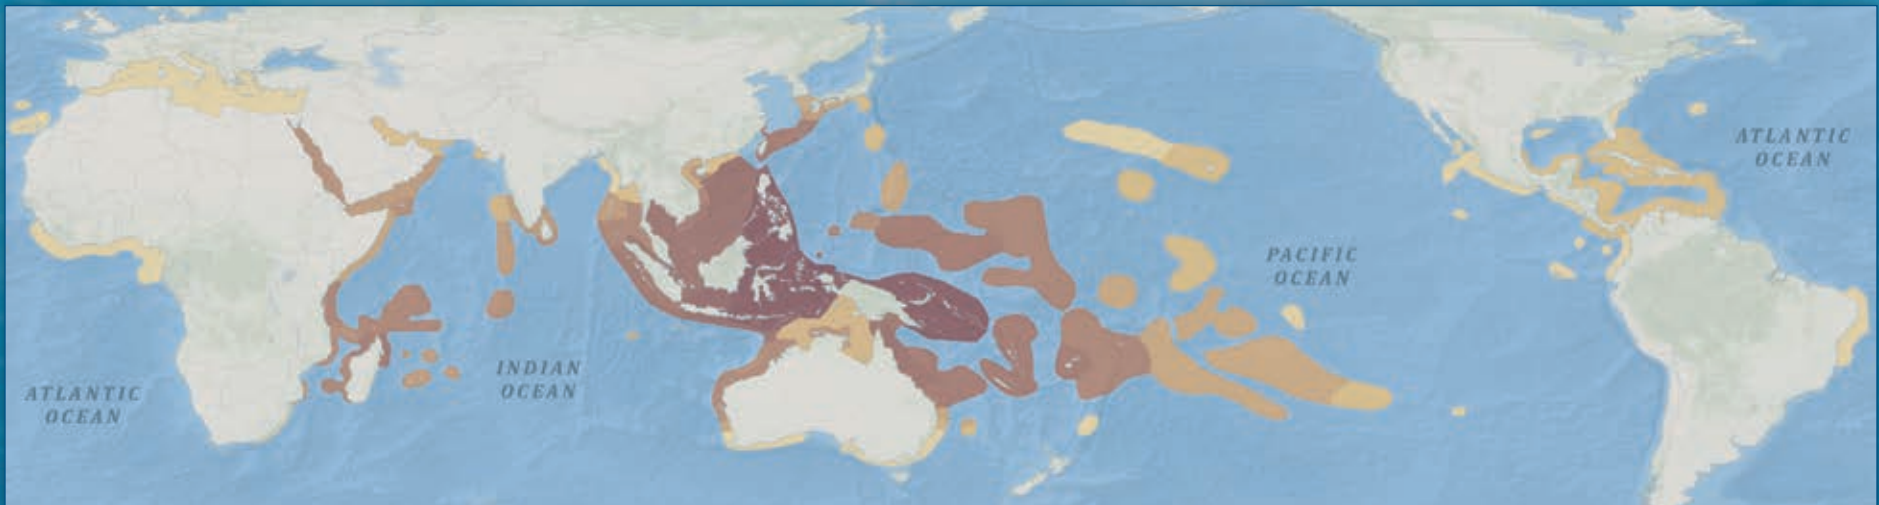 ATLANTIC
OCEAN
PACIFIC
OCEAN
INDIAN
OCEAN
ATLANTIC
OCEAN